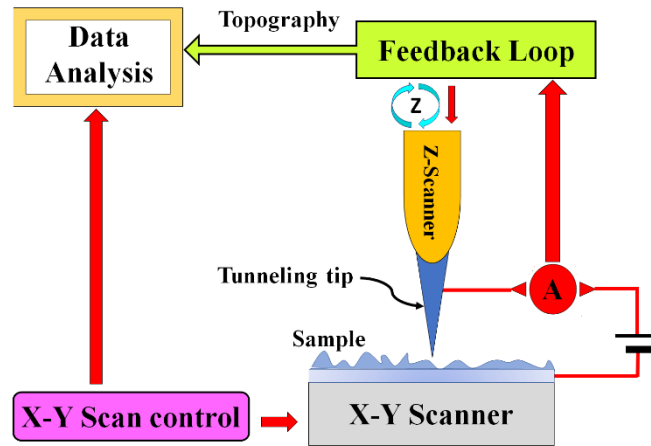 Topography
Data
Analysis
Feedback Loop
Z
Z-Scanner
Tunneling tip
A
Sample
X-Y Scan control
X-Y Scanner